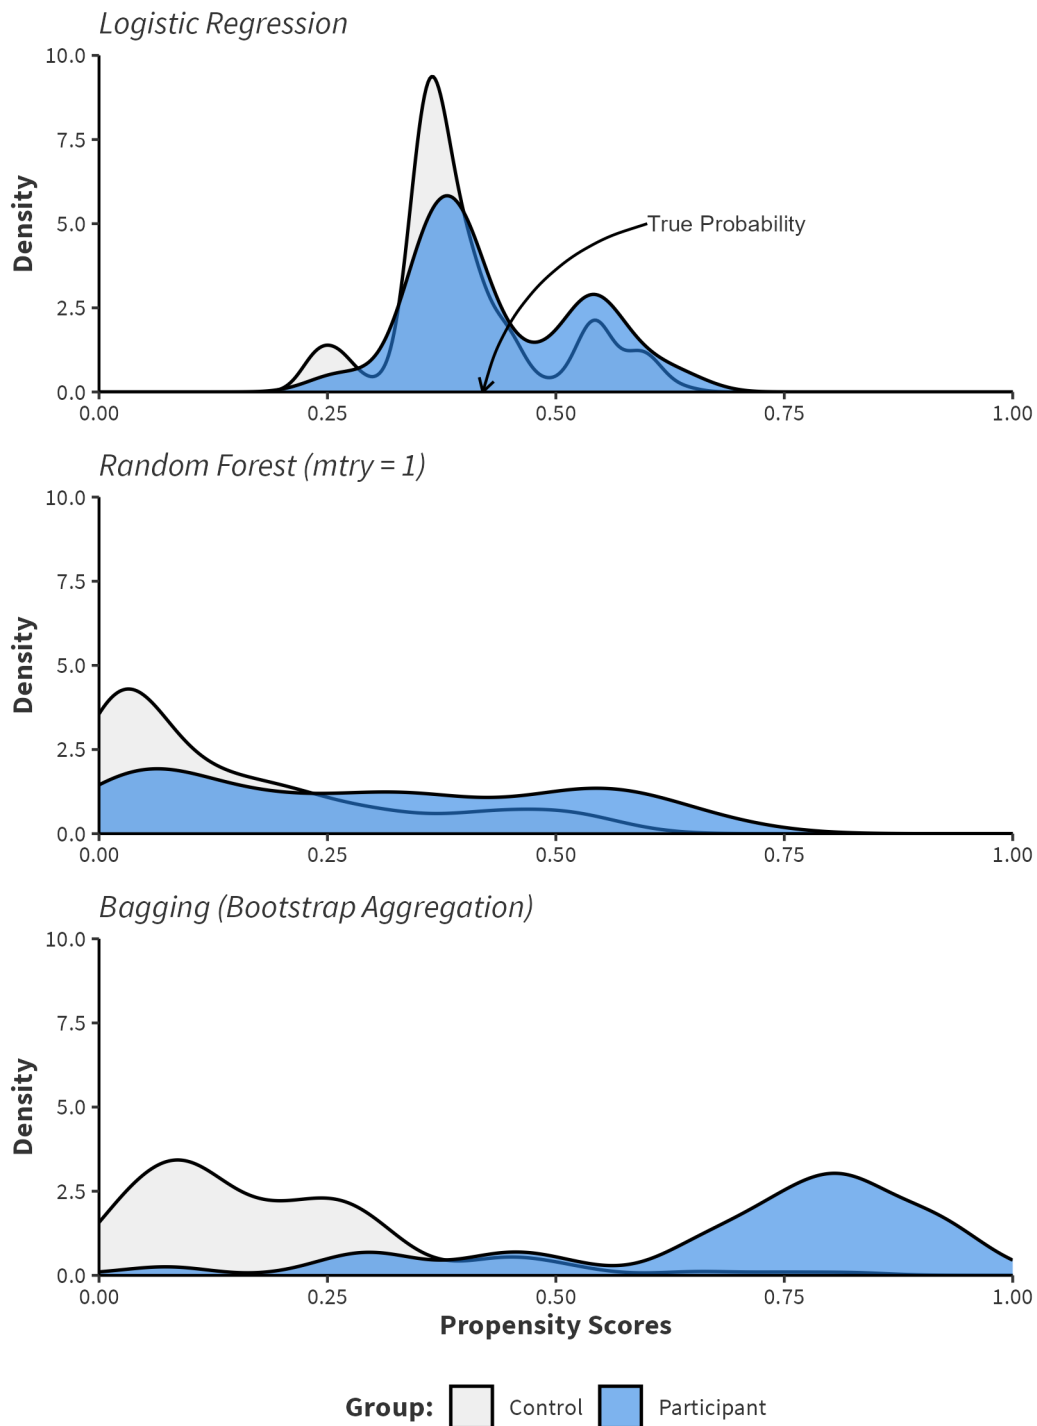 Logistic Regression
10.0
7.5
5.0
2.5
0.0
Density
True Probability
0.00 0.25 0.50 0.75 1.00
Random Forest (mtry = 1)
10.0
7.5
5.0
2.5
0.0
Density
0.00 0.25 0.50 0.75 1.00
Bagging (Bootstrap Aggregation)
10.0
7.5
5.0
2.5
0.0
Density
0.00 0.25 0.50 0.75 1.00
Propensity Scores
Group: Control Participant